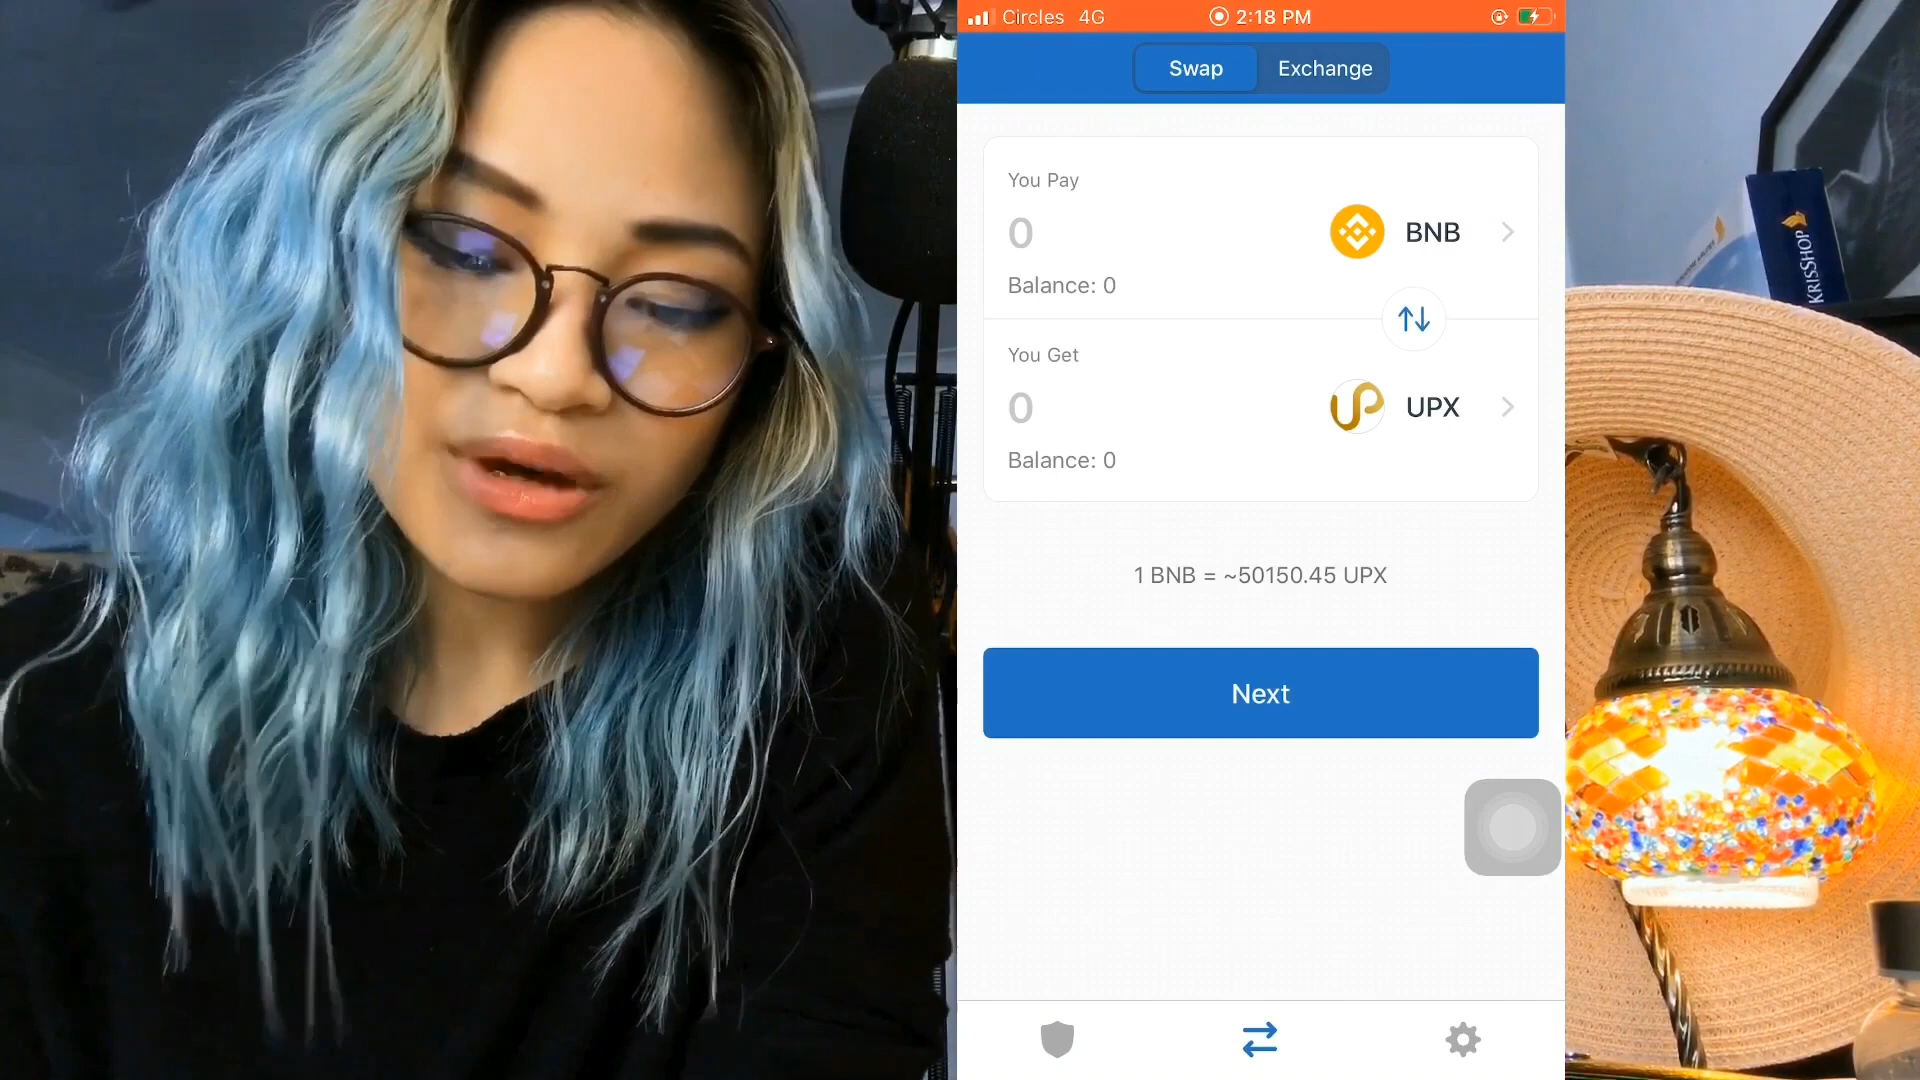 Circles 4G 2:18 PM
Swap Exchange
You Pay
0 BNB
Balance: 0
You Get
0 UPX
Balance: 0
1 BNB = ~50150.45 UPX
Next
KRISSHOP